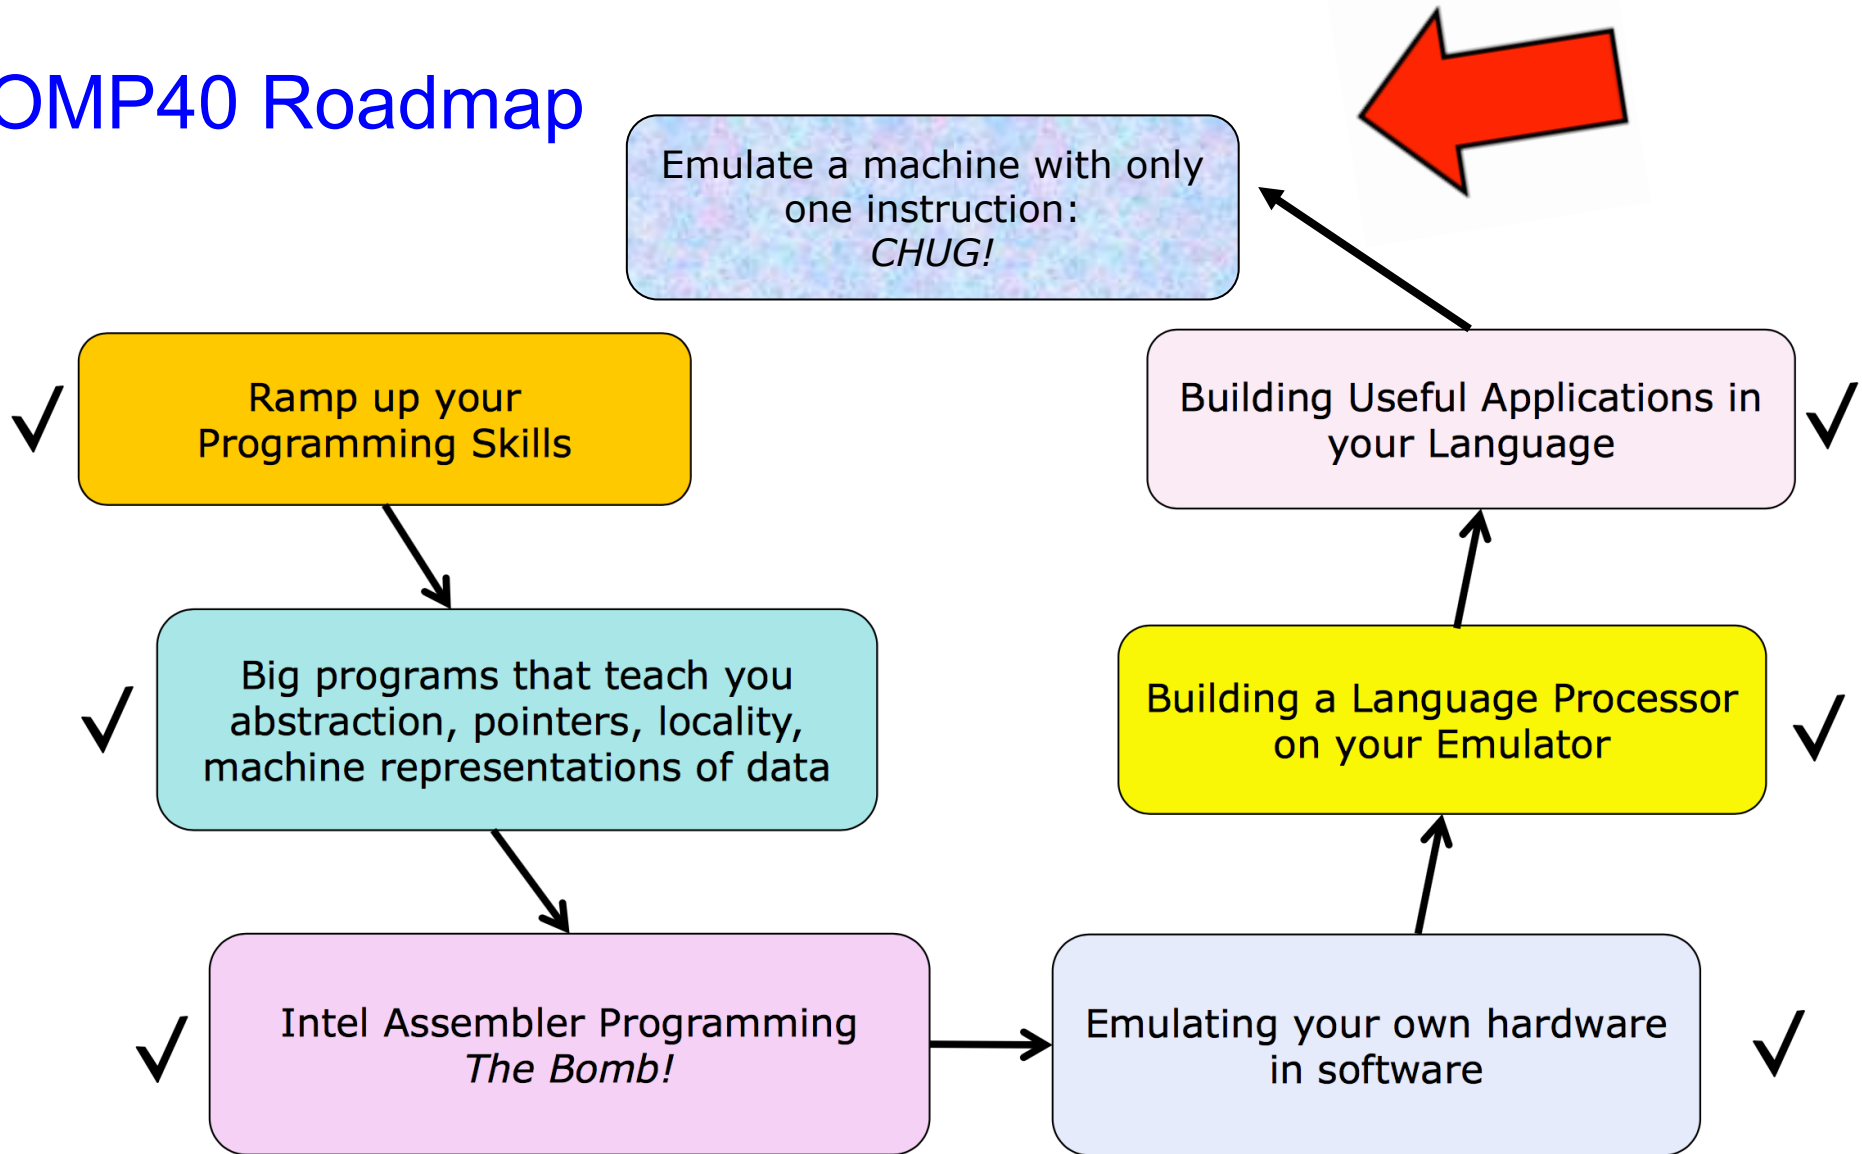 OMP40 Roadmap
Emulate a machine with only
one instruction:
CHUG!
Ramp up your
Programming Skills
Building Useful Applications in
your Language
Big programs that teach you
abstraction, pointers, locality,
machine representations of data
Building a Language Processor
on your Emulator
Intel Assembler Programming
The Bomb!
Emulating your own hardware
in software